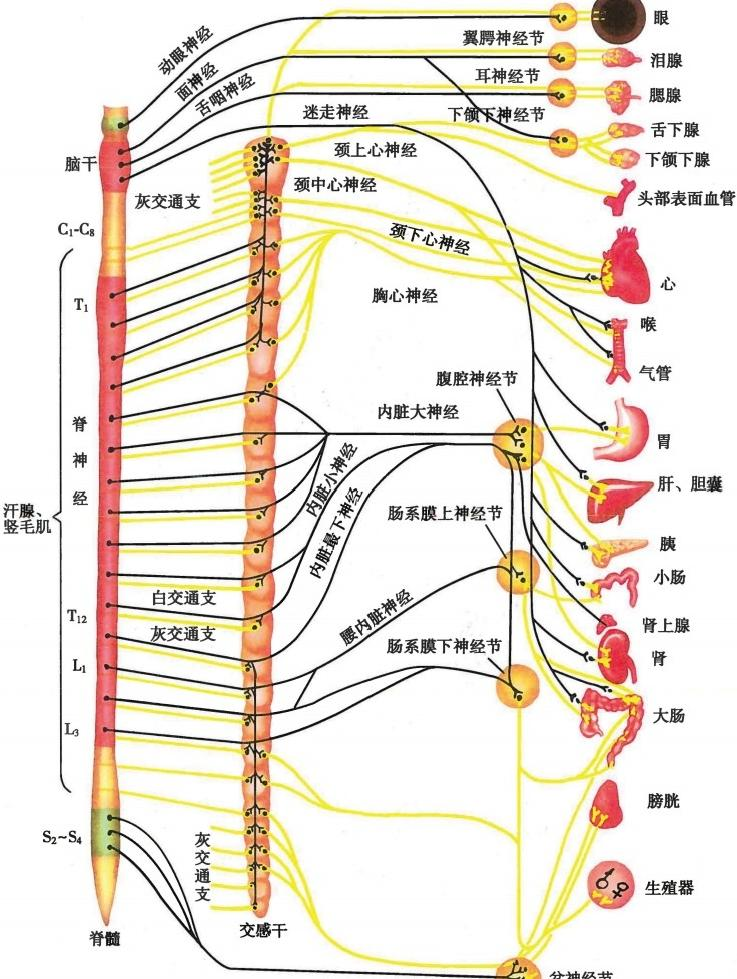 眼
动眼神经
翼腭神经节
泪腺
面神经
耳神经节
腮腺
舌咽神经
迷走神经
下颌下神经节
舌下腺
下颌下腺
颈上心神经
脑干
颈中心神经
头部表面血管
灰交通支
C₁-C₈
颈下心神经
心
T₁
胸心神经
喉
气管
腹腔神经节
内脏大神经
脊
神
经
胃
内脏小神经
肝、胆囊
汗腺、
竖毛肌
内脏最下神经
肠系膜上神经节
胰
小肠
白交通支
腰内脏神经
T₁₂
灰交通支
肾上腺
肠系膜下神经节
肾
L₁
大肠
L₃
膀胱
S₂~S₄
灰
交
通
支
生殖器
脊髓
交感干
盆神经节